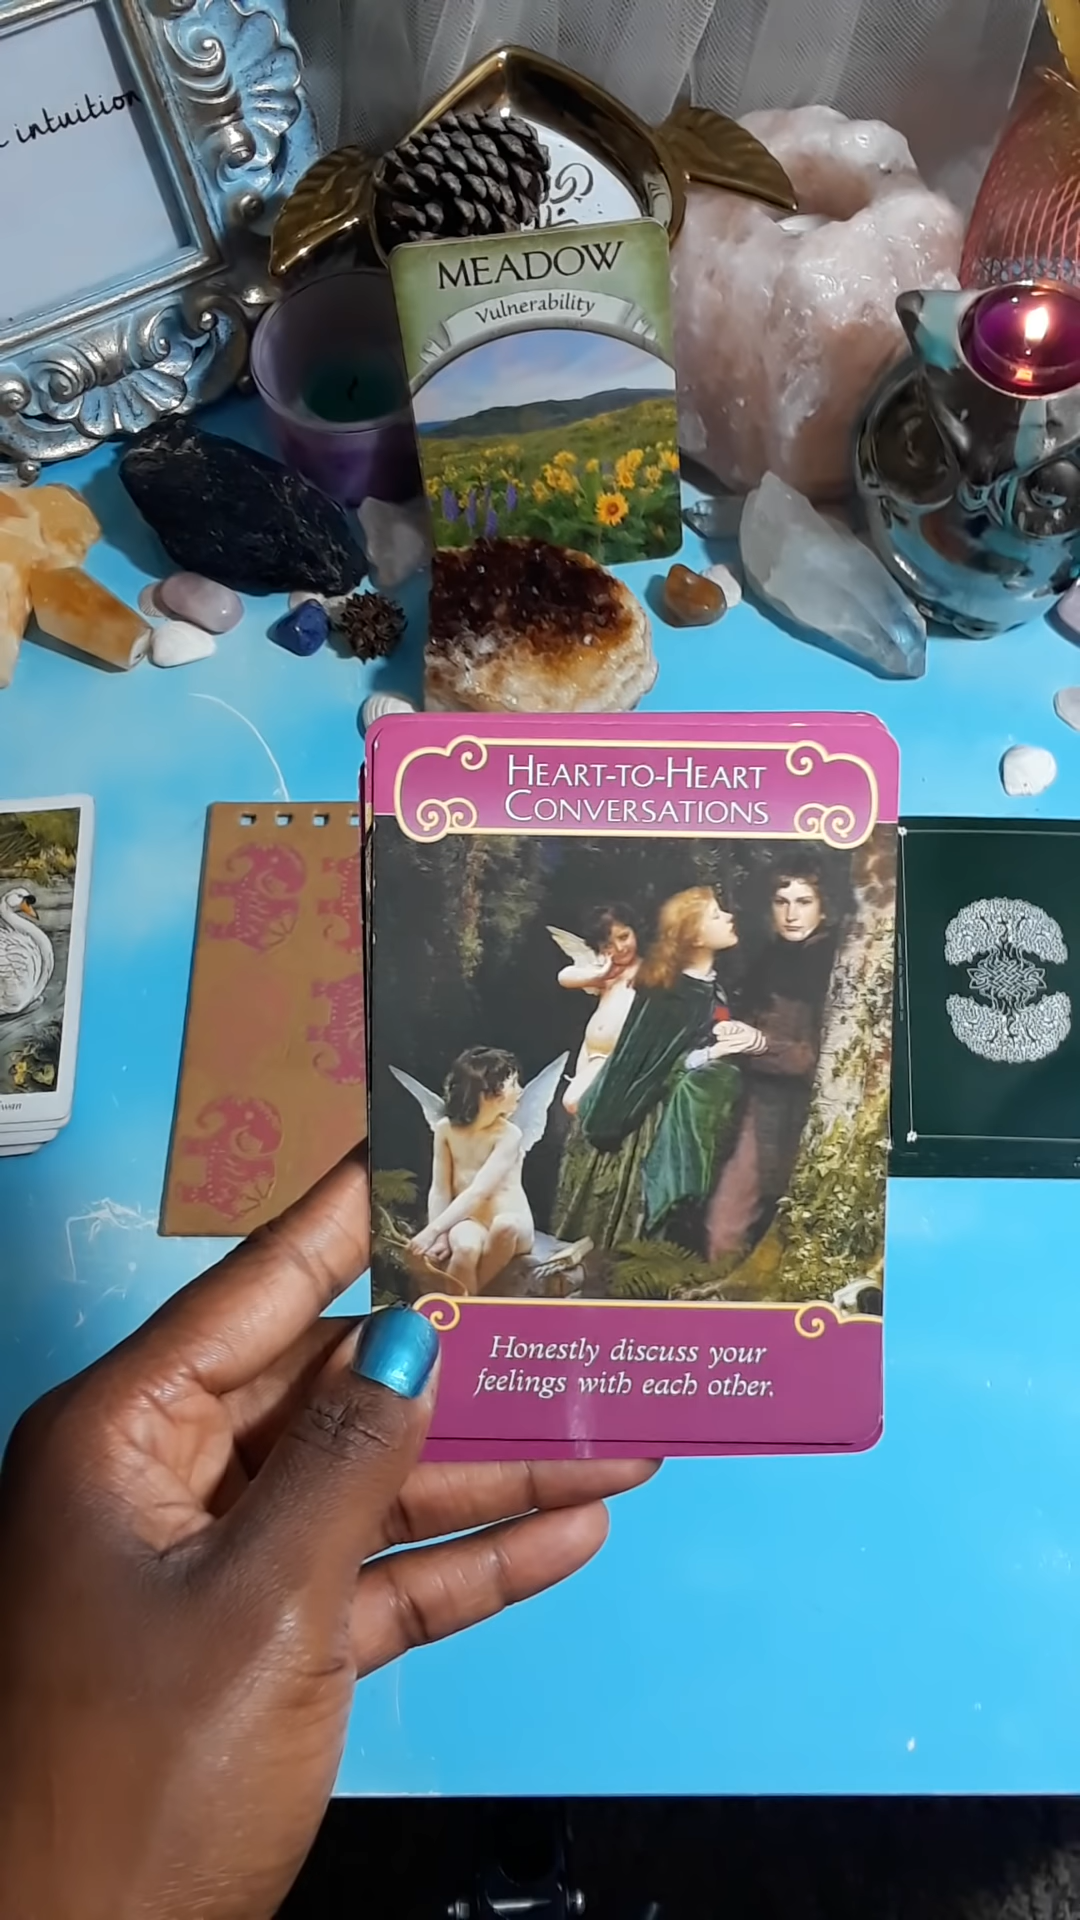 intuition
MEADOW
Vulnerability
HEART-TO-HEART
CONVERSATIONS
Honestly discuss your
feelings with each other.